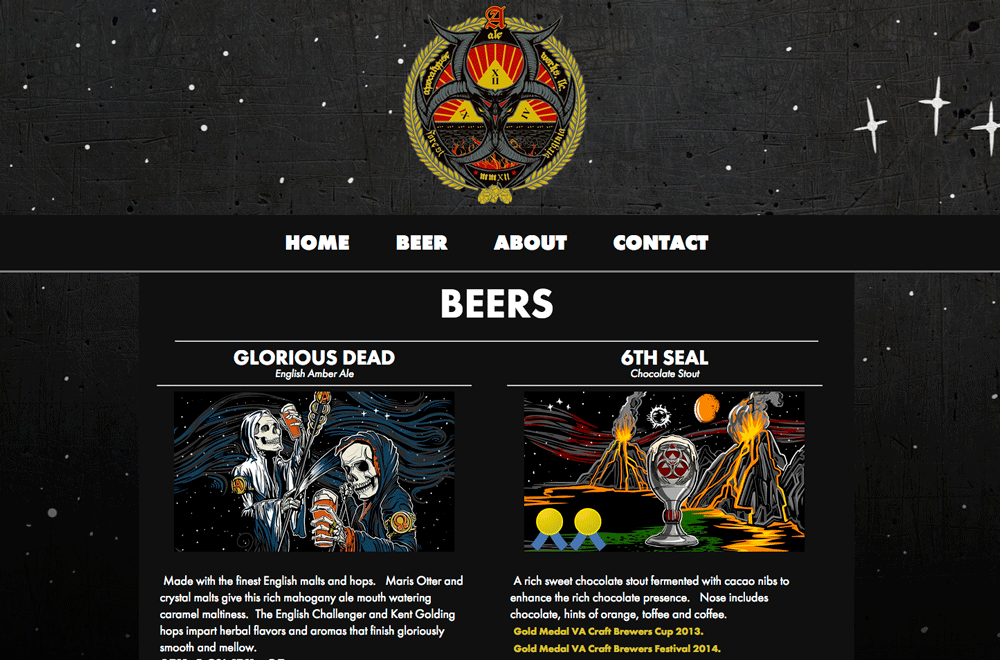 A
ale
apocalypse works, llc.
XII
IV IV
forest virginia
mmXII
HOME BEER ABOUT CONTACT
BEERS
GLORIOUS DEAD
English Amber Ale
6TH SEAL
Chocolate Stout
Made with the finest English malts and hops. Maris Otter and
crystal malts give this rich mahogany ale mouth watering
caramel maltiness. The English Challenger and Kent Golding
hops impart herbal flavors and aromas that finish gloriously
smooth and mellow.
A rich sweet chocolate stout fermented with cacao nibs to
enhance the rich chocolate presence. Nose includes
chocolate, hints of orange, toffee and coffee.
Gold Medal VA Craft Brewers Cup 2013.
Gold Medal VA Craft Brewers Festival 2014.